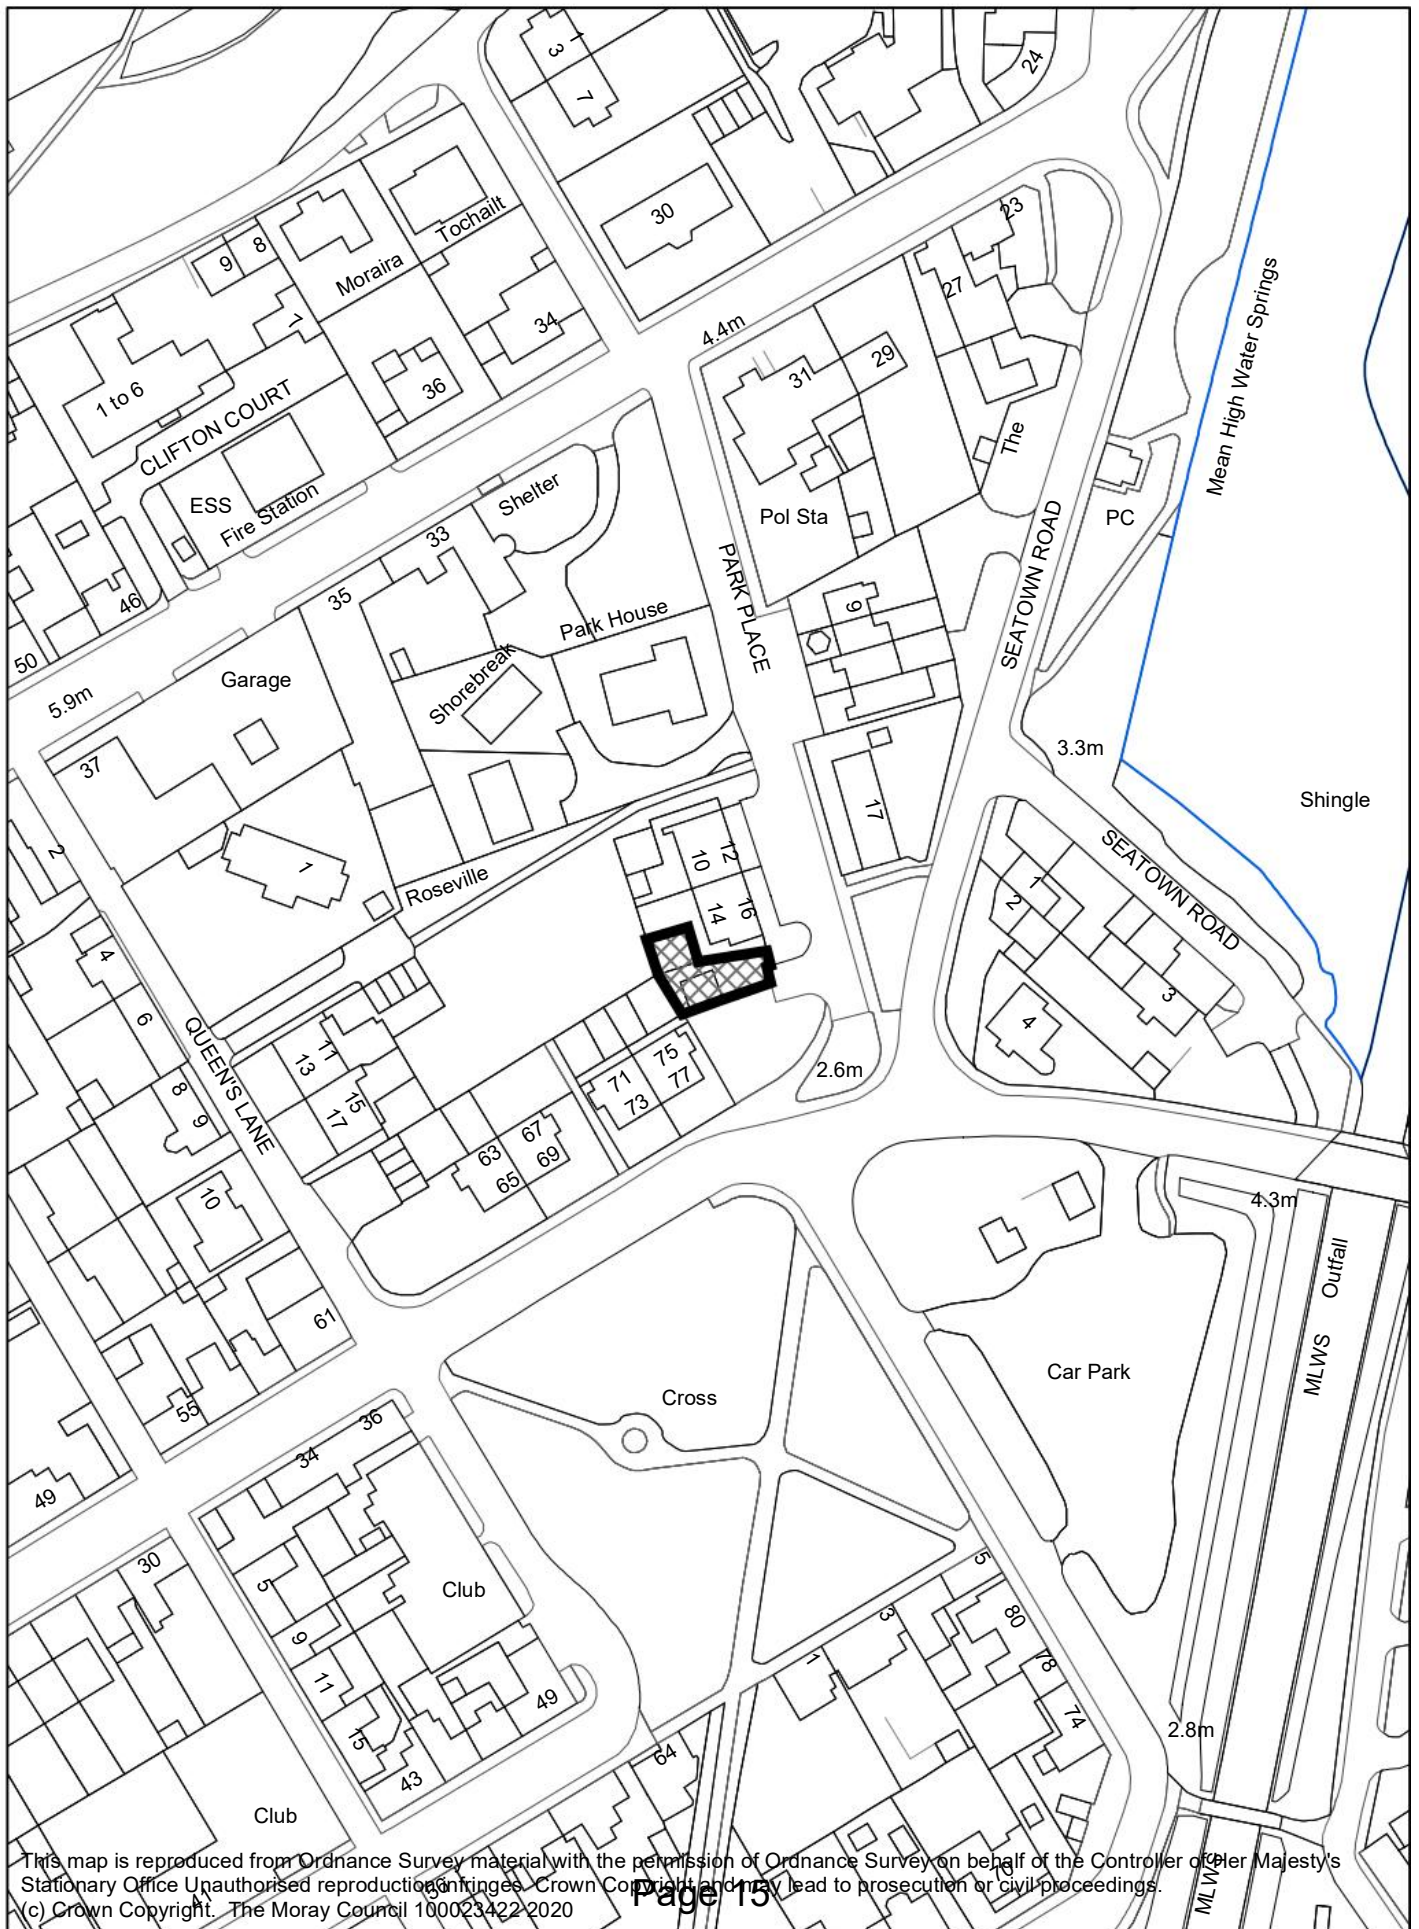 3
1
7
24
30
Tochailt
Moraira
8
9
7
34
36
1 to 6
CLIFTON COURT
ESS
Fire Station
4.4m
31
29
23
27
The
Mean High Water Springs
Pol Sta
PC
SEATOWN ROAD
Shelter
33
35
46
50
5.9m
Garage
Park House
PARK PLACE
Shorebreak
9
37
3.3m
Shingle
2
1
Roseville
10
12
14
16
17
SEATOWN ROAD
1
2
3
4
4
6
8
9
10
QUEEN'S LANE
13
11
15
17
71
73
75
77
63
65
67
69
2.6m
61
55
49
4.3m
Outfall
MLWS
Car Park
Cross
36
34
30
5
9
11
15
43
49
Club
Club
5
3
1
80
78
74
64
2.8m
MLWS
41
This map is reproduced from Ordnance Survey material with the permission of Ordnance Survey on behalf of the Controller of Her Majesty's
Stationary Office Unauthorised reproduction infringes Crown Copyright and may lead to prosecution or civil proceedings.
(c) Crown Copyright. The Moray Council 100023422 2020
Page 15